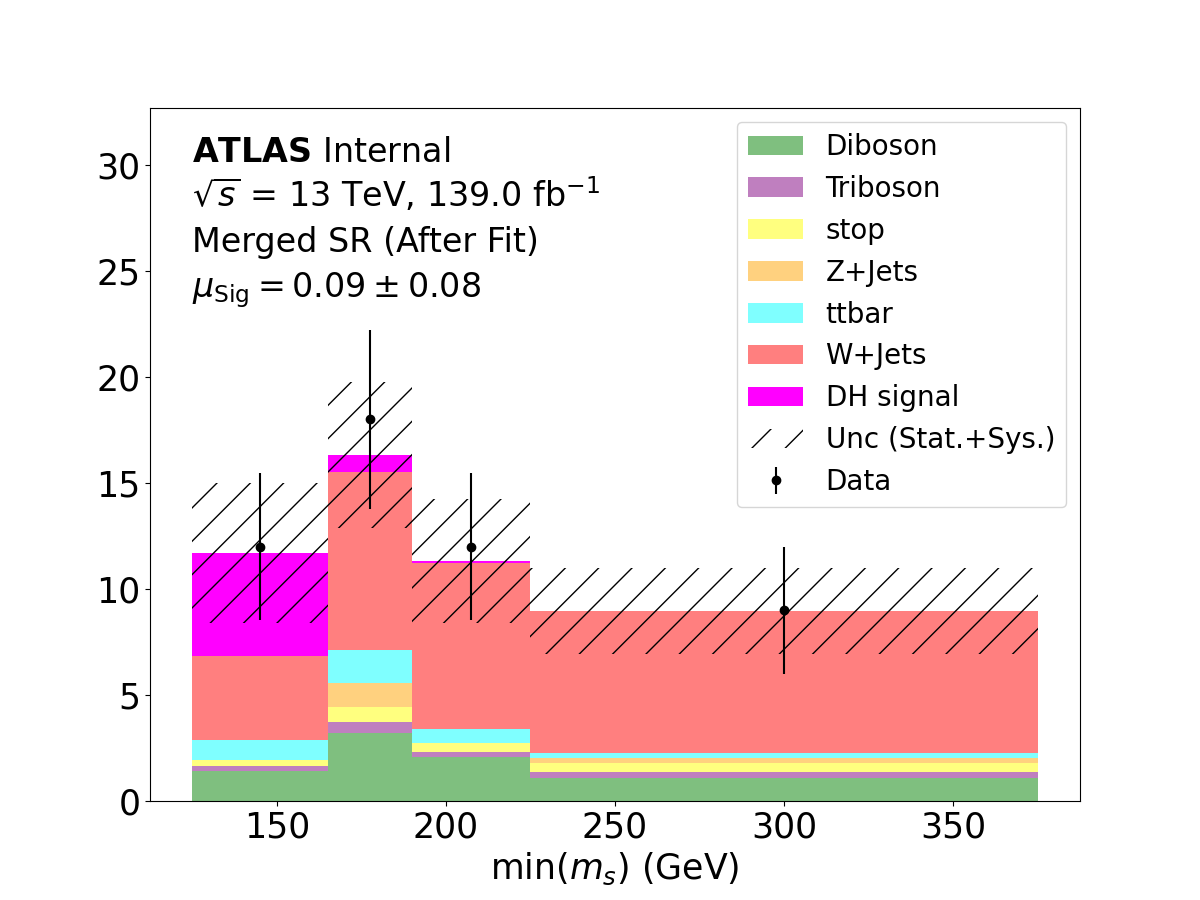 ATLAS Internal
√s = 13 TeV, 139.0 fb⁻¹
Merged SR (After Fit)
μ_Sig = 0.09 ± 0.08
Diboson
Triboson
stop
Z+Jets
ttbar
W+Jets
DH signal
Unc (Stat.+Sys.)
Data
30
25
20
15
10
5
0
150 200 250 300 350
min(mₛ) (GeV)